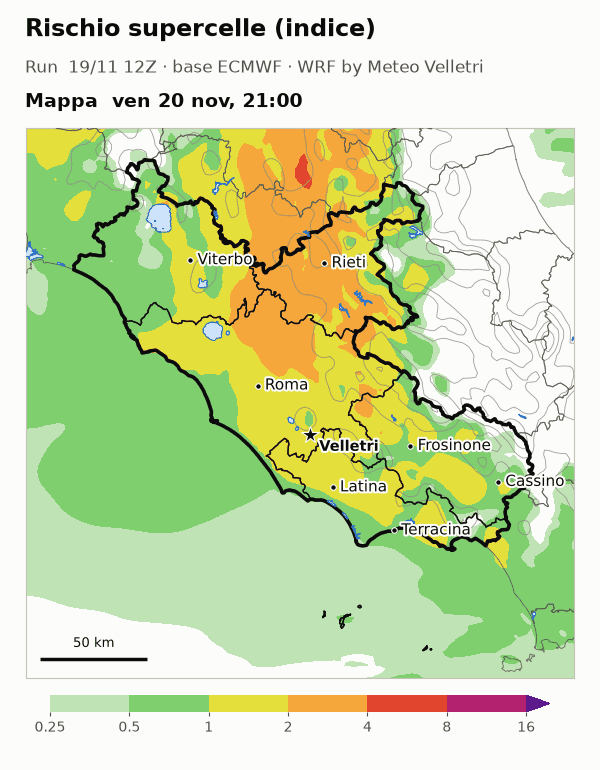 Rischio supercelle (indice)
Run  19/11 12Z · base ECMWF · WRF by Meteo Velletri
Mappa  ven 20 nov, 21:00
Viterbo
Rieti
Roma
Velletri
Frosinone
Cassino
Latina
Terracina
50 km
0.25 0.5 1 2 4 8 16